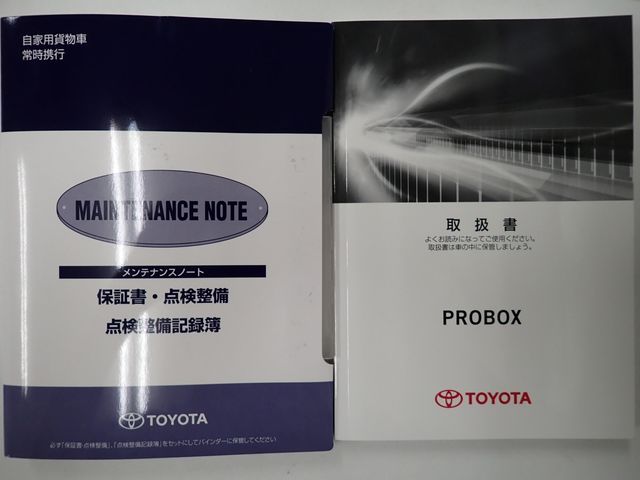 自家用貨物車
常時携行
MAINTENANCE NOTE
メンテナンスノート
保証書・点検整備
点検整備記録簿
TOYOTA
必ず「保証書・点検整備」、「点検整備記録簿」をセットにしてバインダーに保管してください
取扱書
よくお読みになってご使用ください。
取扱書は車の中に保管しましょう。
PROBOX
TOYOTA